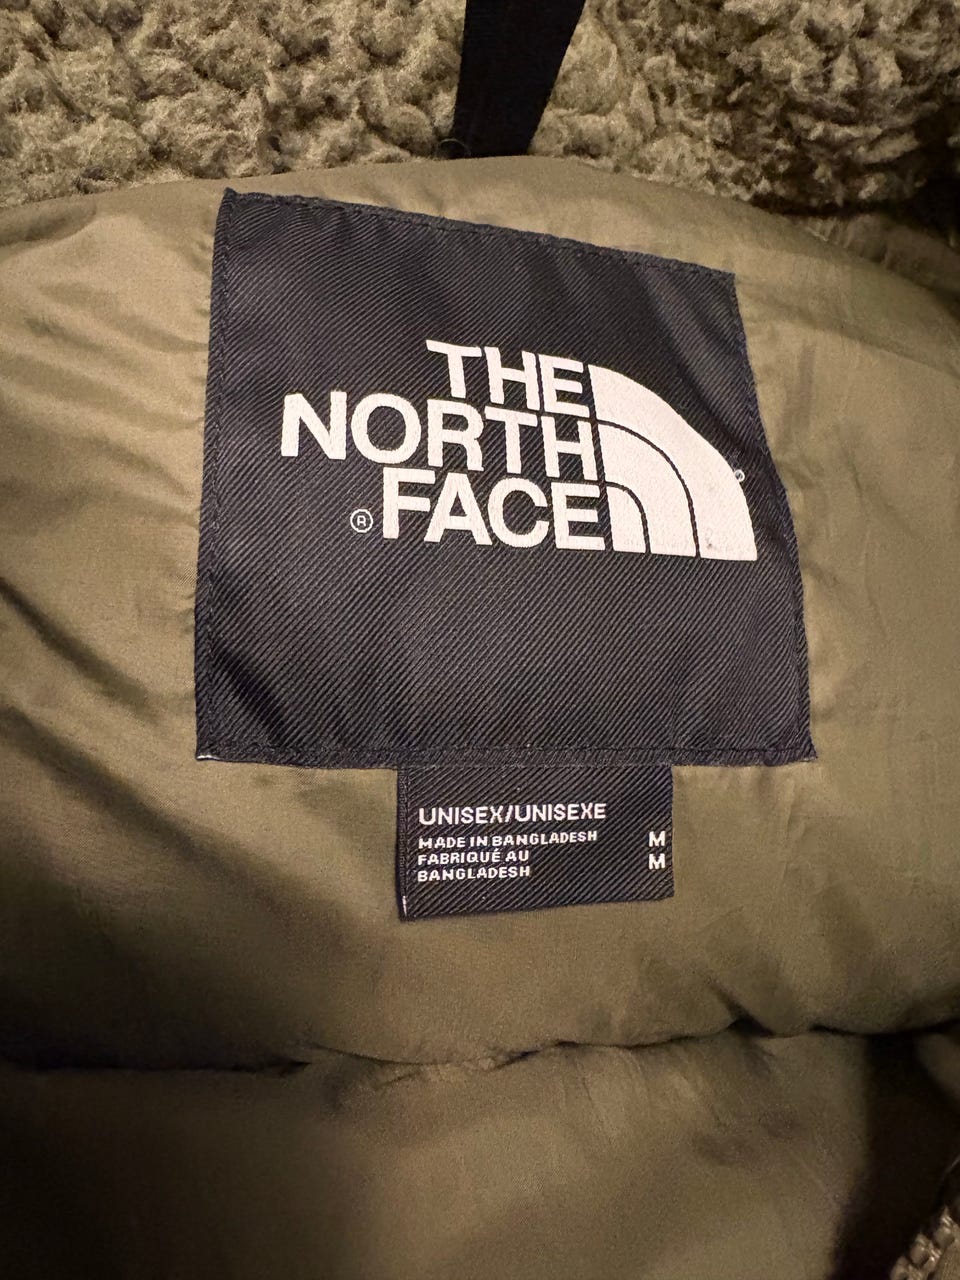 THE
NORTH
® FACE ®
UNISEX/UNISEXE
MADE IN BANGLADESH M
FABRIQUÉ AU M
BANGLADESH